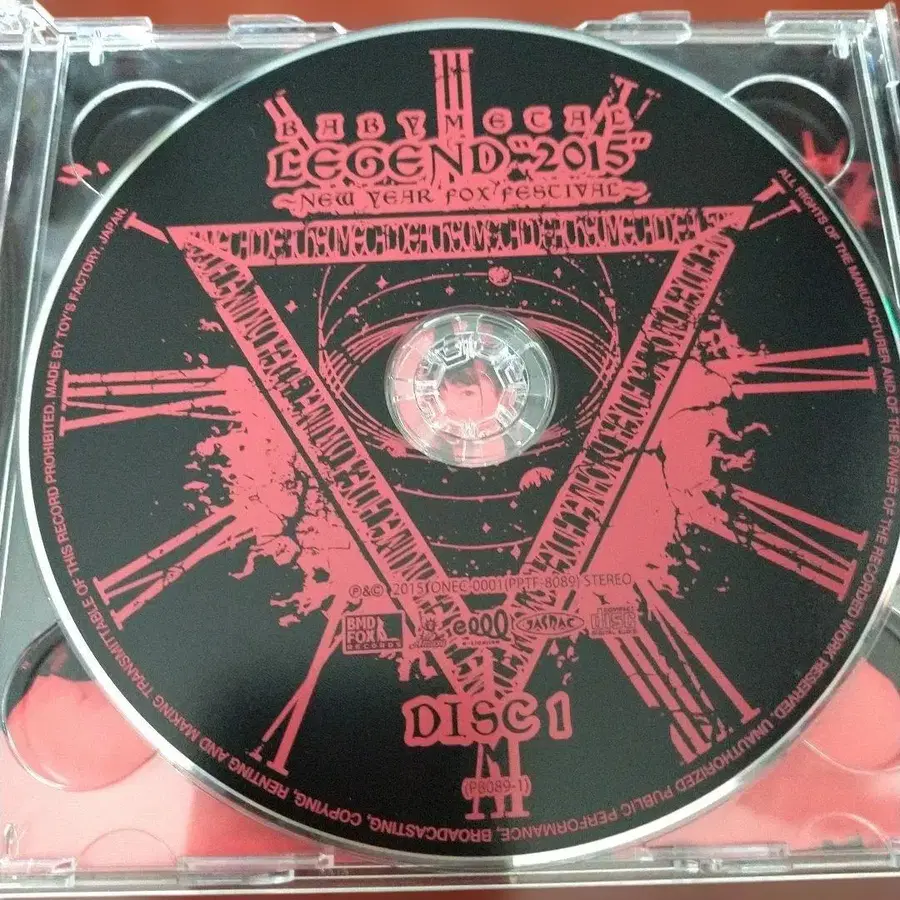 BABYMETAL
LEGEND "2015"
~NEW YEAR FOX FESTIVAL~
ALL RIGHTS OF THE MANUFACTURER AND OF THE OWNER OF THE RECORDED WORK RESERVED. UNAUTHORIZED PUBLIC PERFORMANCE, BROADCASTING, COPYING, RENTING AND MAKING TRANSMITTABLE OF THIS RECORD PROHIBITED. MADE BY TOY'S FACTORY, JAPAN.
℗&© 2015 ONEC-0001(PPTF-8089) STEREO
BMD
FOX
RECORDS
COMPACT
DISC
DIGITAL AUDIO
DISC 1
(P8089-1)